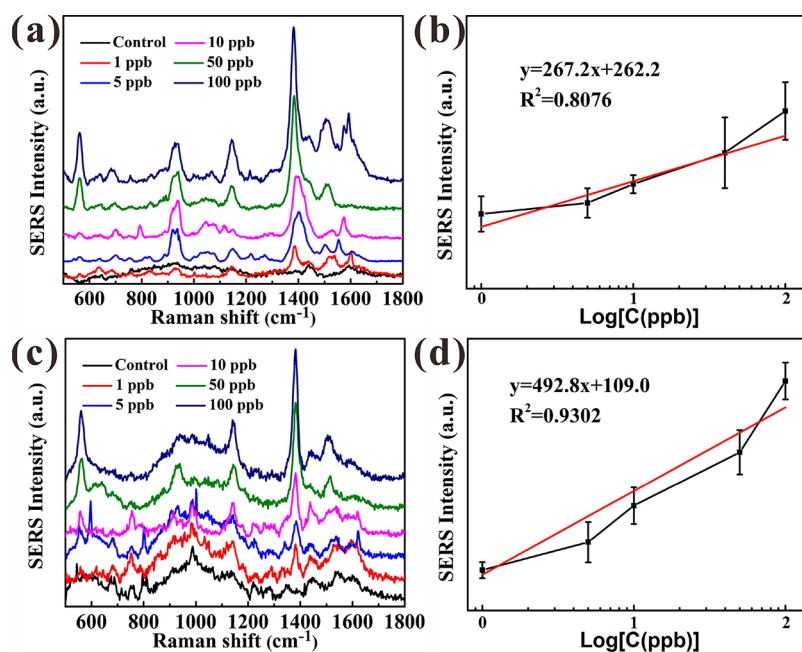 (a)
Control
1 ppb
5 ppb
10 ppb
50 ppb
100 ppb
SERS Intensity (a.u.)
600 800 1000 1200 1400 1600 1800
Raman shift (cm-1)
(b)
y=267.2x+262.2
R2=0.8076
SERS Intensity (a.u.)
0 1 2
Log[C(ppb)]
(c)
Control
1 ppb
5 ppb
10 ppb
50 ppb
100 ppb
SERS Intensity (a.u.)
600 800 1000 1200 1400 1600 1800
Raman shift (cm-1)
(d)
y=492.8x+109.0
R2=0.9302
SERS Intensity (a.u.)
0 1 2
Log[C(ppb)]